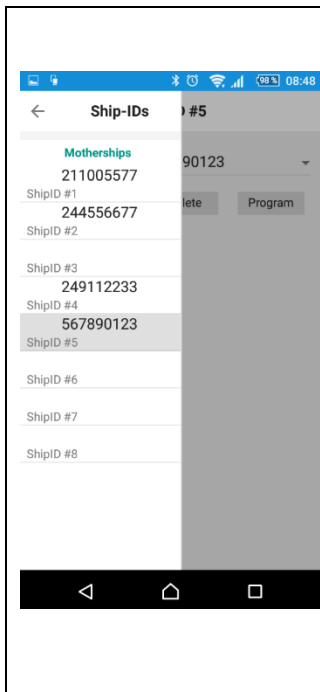 98 % 08:48
Ship-IDs
) #5
Motherships
211005577
ShipID #1
90123
244556677
ShipID #2
lete
Program
ShipID #3
249112233
ShipID #4
567890123
ShipID #5
ShipID #6
ShipID #7
ShipID #8